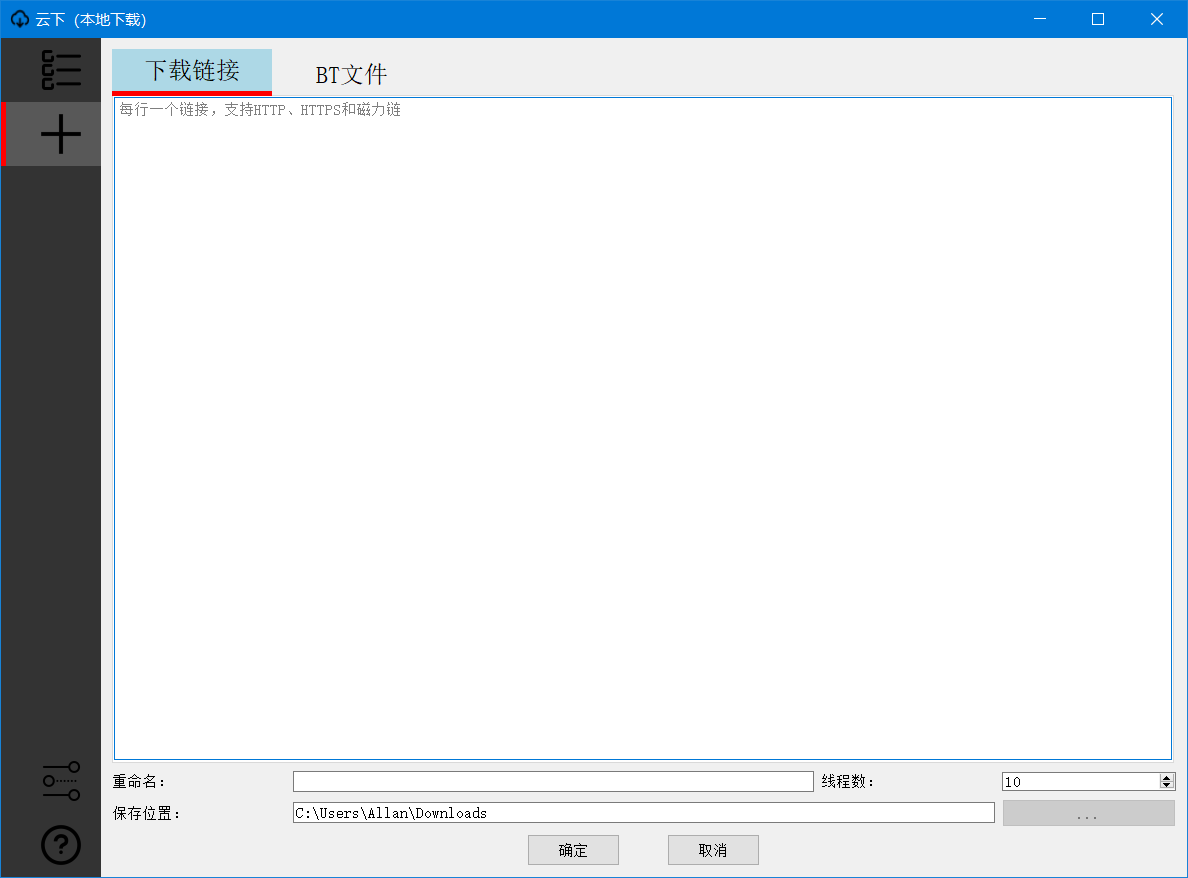 云下（本地下载）
下载链接
BT文件
每行一个链接，支持HTTP、HTTPS和磁力链
重命名：
线程数：
10
保存位置：
C:\Users\Allan\Downloads
...
确定
取消